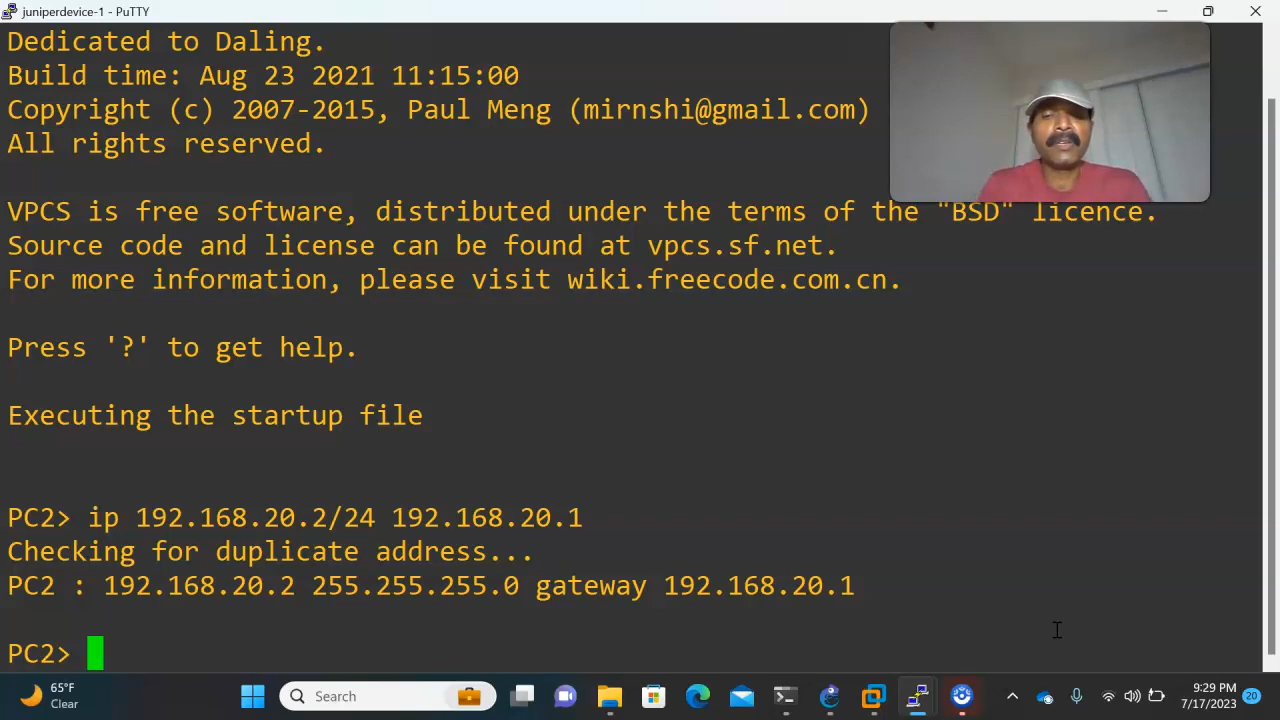 juniperdevice-1 - PuTTY
Dedicated to Daling.
Build time: Aug 23 2021 11:15:00
Copyright (c) 2007-2015, Paul Meng (mirnshi@gmail.com)
All rights reserved.
VPCS is free software, distributed under the terms of the "BSD" licence.
Source code and license can be found at vpcs.sf.net.
For more information, please visit wiki.freecode.com.cn.
Press '?' to get help.
Executing the startup file
PC2> ip 192.168.20.2/24 192.168.20.1
Checking for duplicate address...
PC2 : 192.168.20.2 255.255.255.0 gateway 192.168.20.1
PC2>
65°F
Clear
Search
9:29 PM
7/17/2023
20